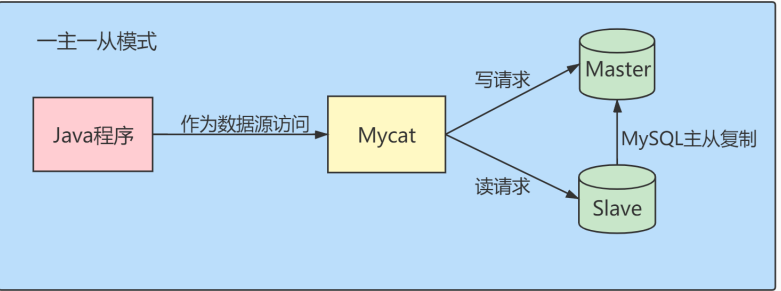 一主一从模式
Master
写请求
Java程序
作为数据源访问
Mycat
MySQL主从复制
读请求
Slave